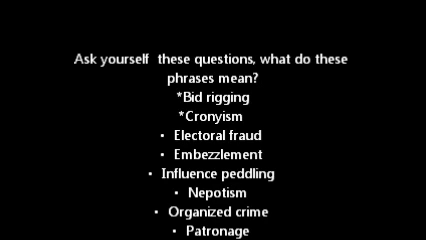 Ask yourself  these questions, what do these
phrases mean?
*Bid rigging
*Cronyism
• Electoral fraud
• Embezzlement
• Influence peddling
• Nepotism
• Organized crime
• Patronage